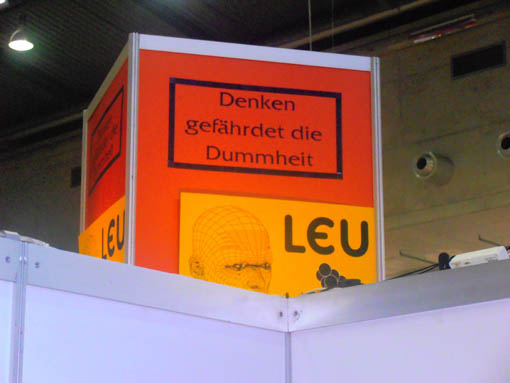 Denken
gefährdet die
Dummheit
LEU
LEU